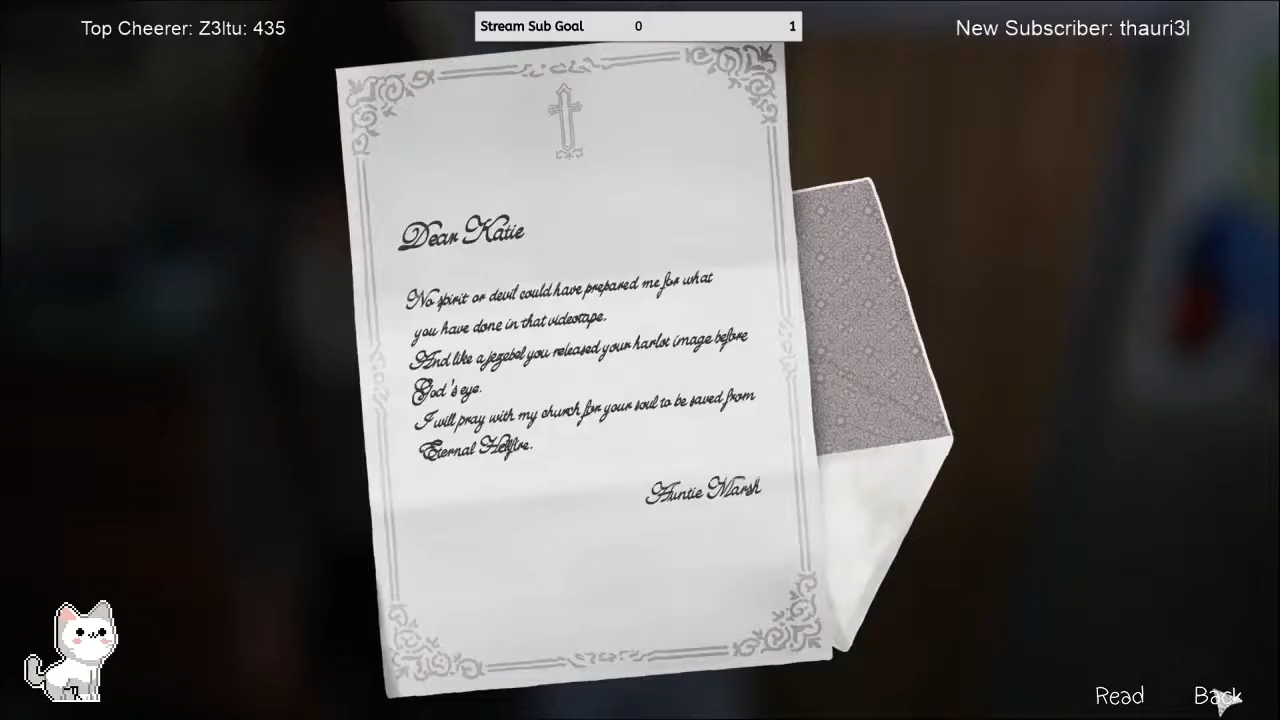 Top Cheerer: Z3ltu: 435
Stream Sub Goal 0 1
New Subscriber: thauri3l
Dear Katie
No spirit or devil could have prepared me for what
you have done in that videotape.
And like a jezebel you released your harlot image before
God's eye.
I will pray with my church for your soul to be saved from
Eternal Hellfire.
Auntie Marsh
Read Back